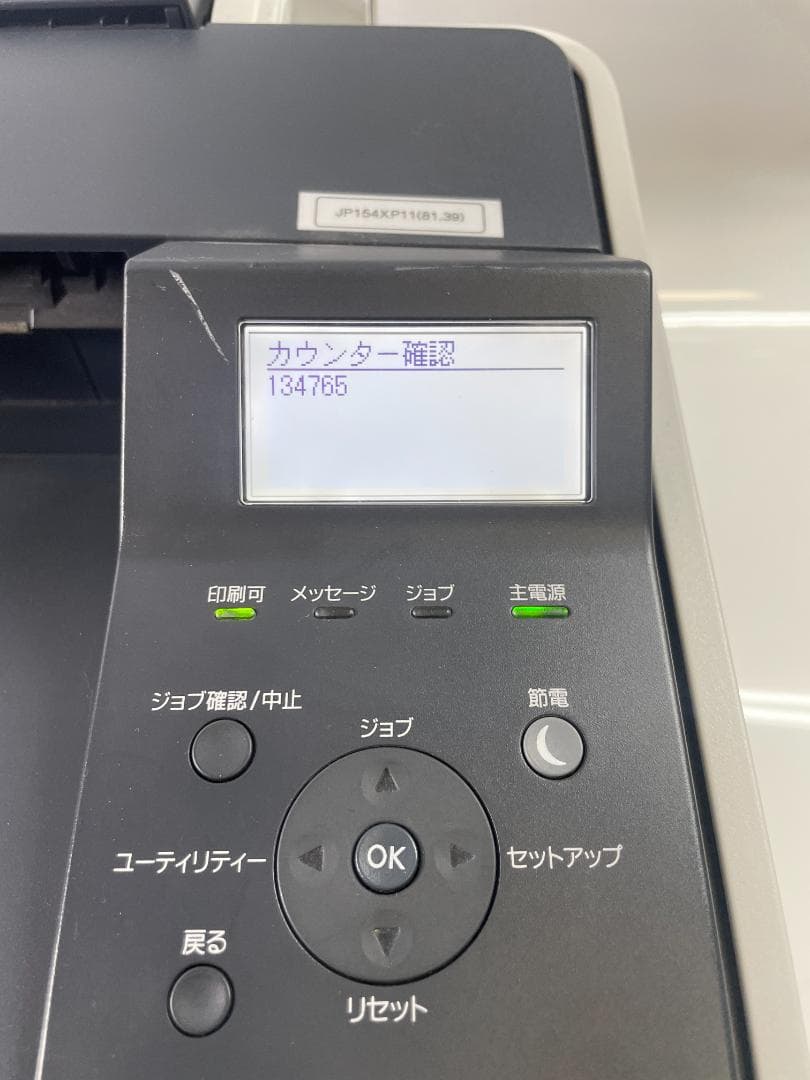 JP154XP11(81.39)
カウンター確認
134765
印刷可 メッセージ ジョブ 主電源
ジョブ確認/中止 節電
ジョブ
ユーティリティー OK セットアップ
戻る
リセット